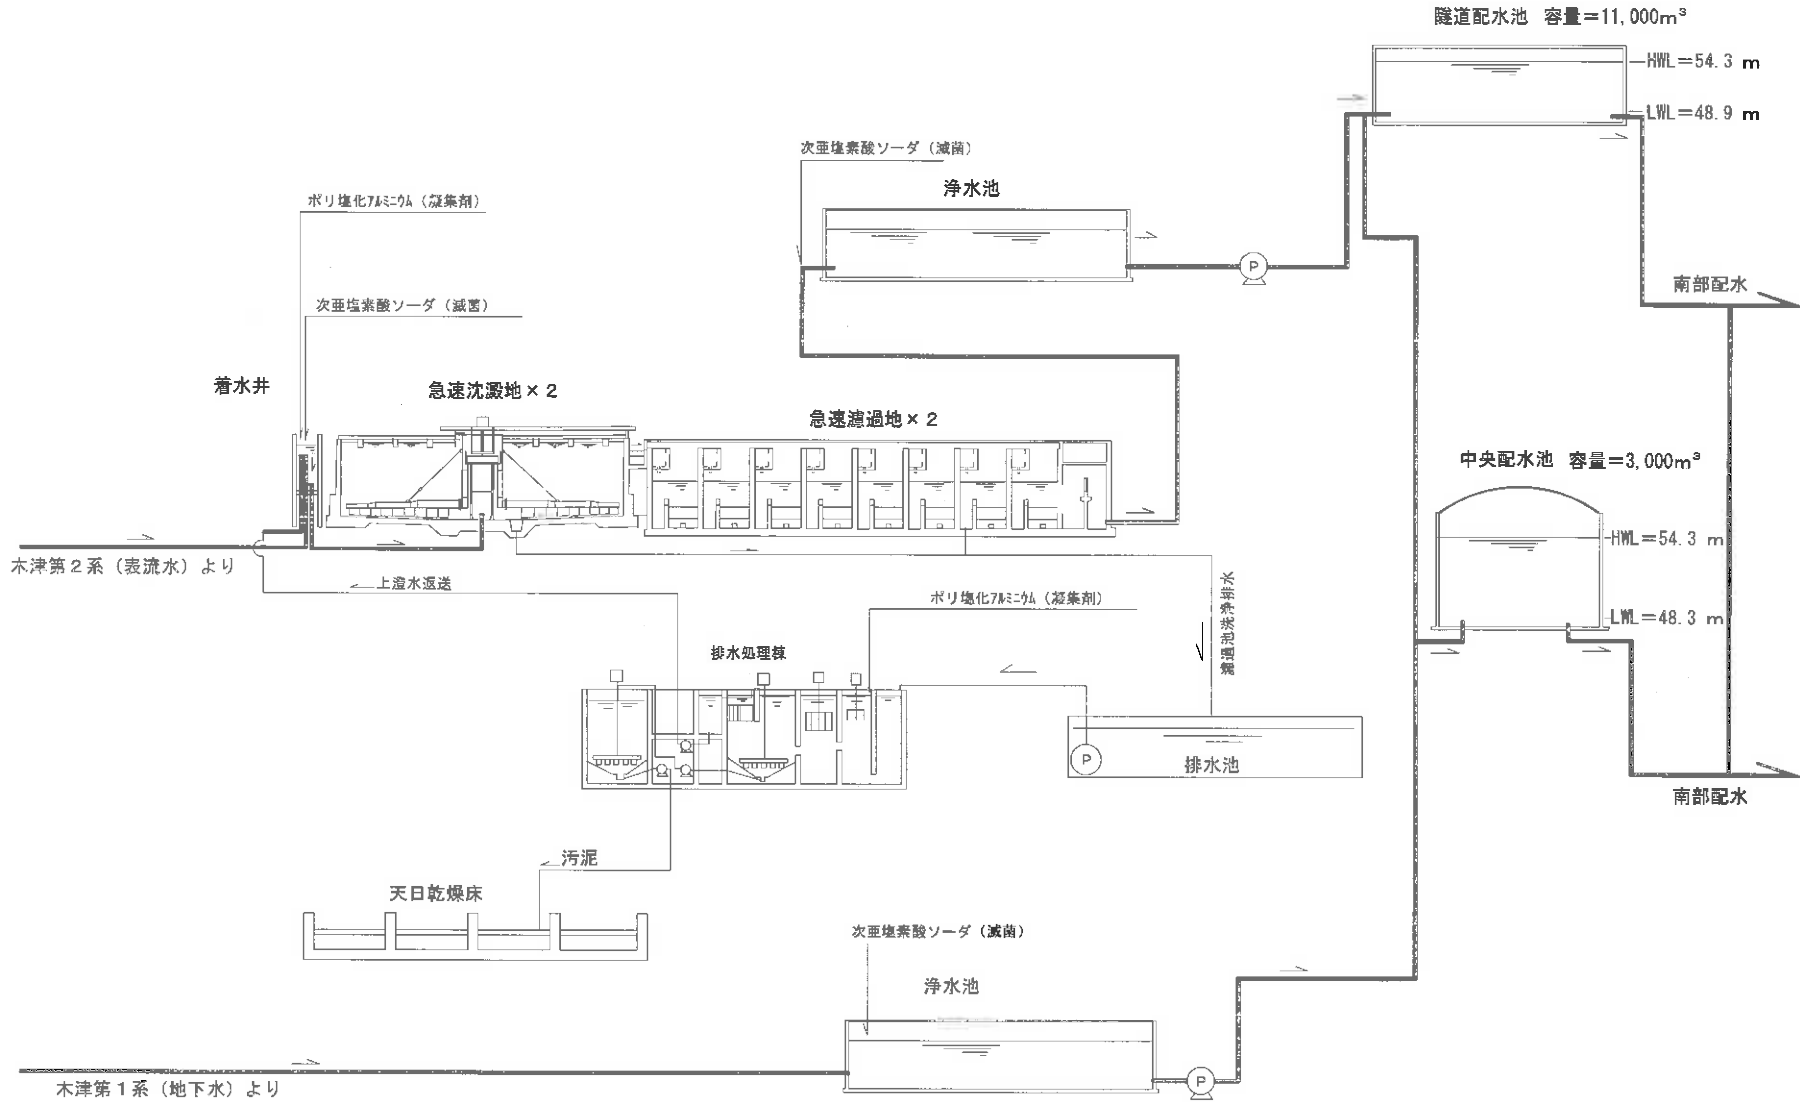 隧道配水池 容量＝11,000m³
HWL＝54.3 m
LWL＝48.9 m
次亜塩素酸ソーダ（滅菌）
浄水池
ポリ塩化アルミニウム（凝集剤）
P
南部配水
次亜塩素酸ソーダ（滅菌）
着水井
急速沈澱地×2
急速濾過地×2
中央配水池 容量＝3,000m³
HWL＝54.3 m
木津第2系（表流水）より
上澄水返送
ポリ塩化アルミニウム（凝集剤）
濾過池洗浄排水
LWL＝48.3 m
排水処理棟
P
排水池
南部配水
汚泥
天日乾燥床
次亜塩素酸ソーダ（滅菌）
浄水池
木津第1系（地下水）より
P